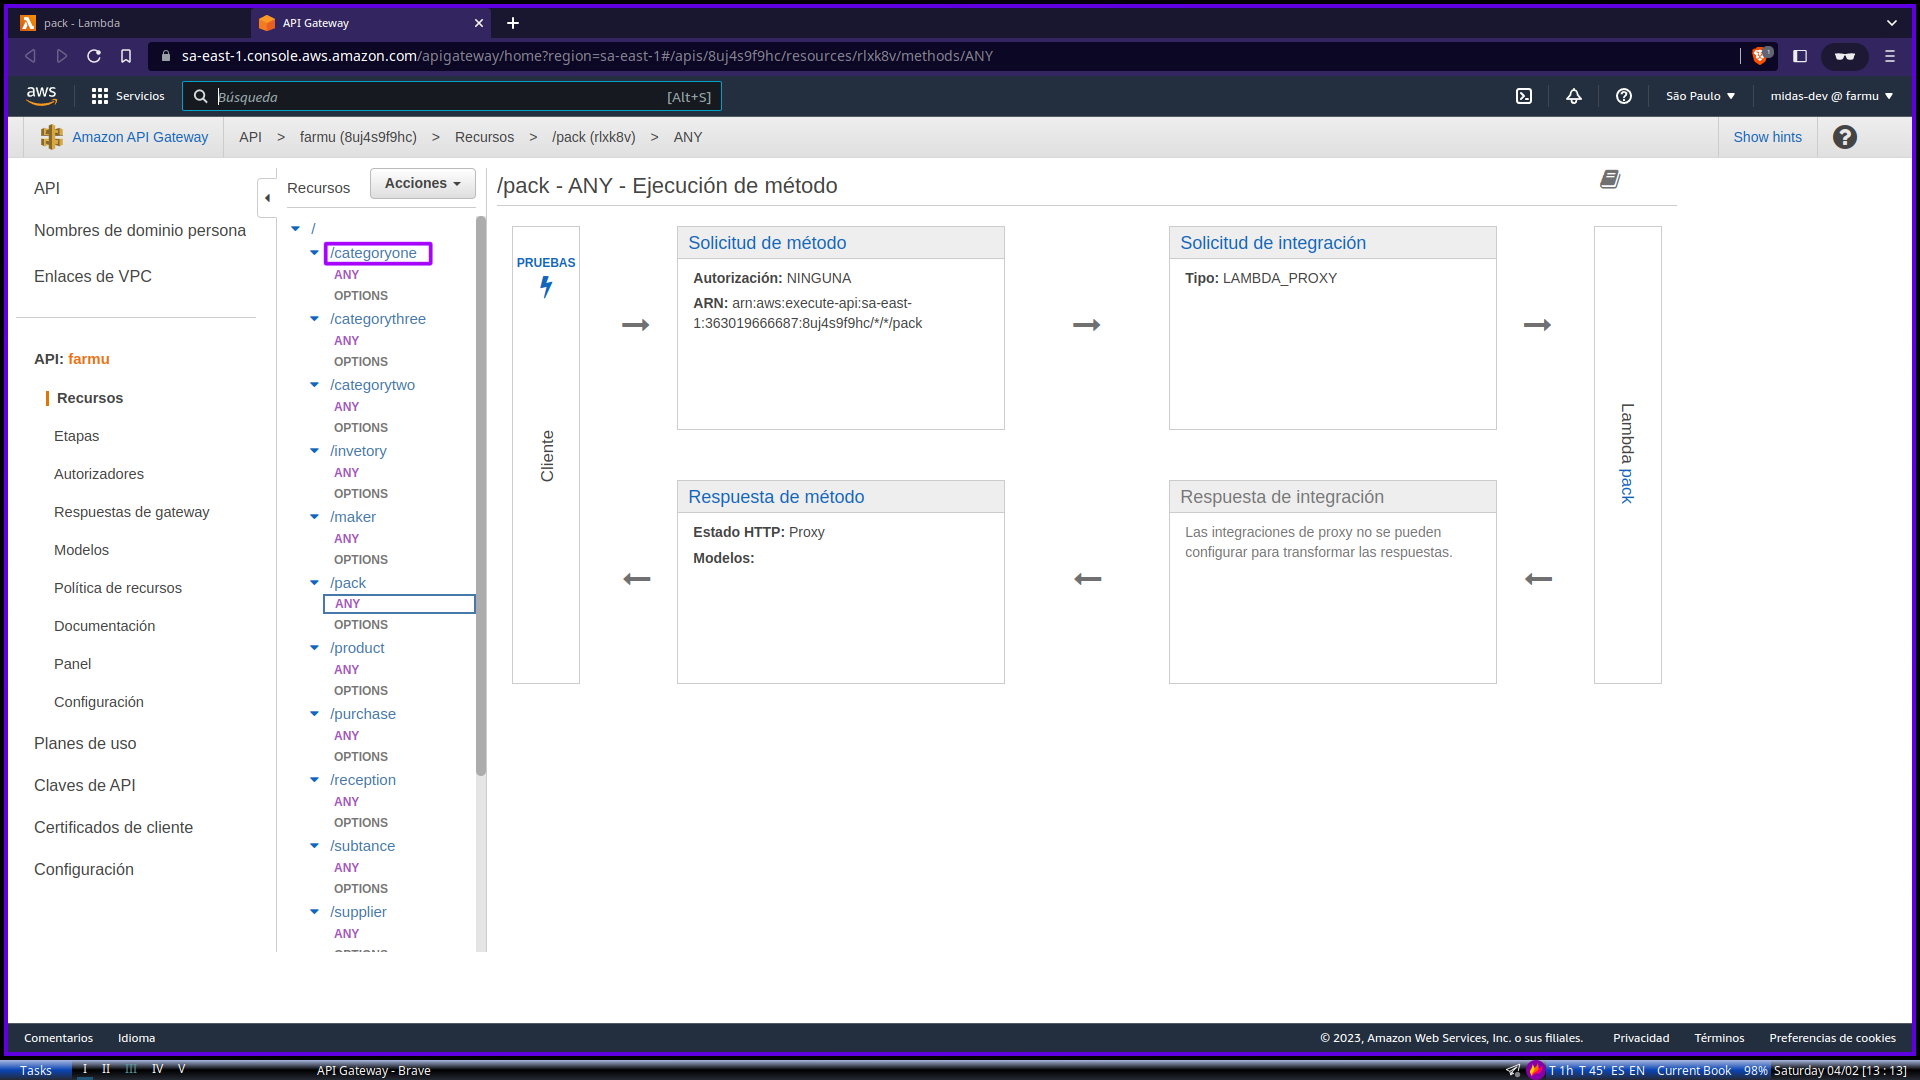 pack - Lambda
API Gateway
sa-east-1.console.aws.amazon.com/apigateway/home?region=sa-east-1#/apis/8uj4s9f9hc/resources/rlxk8v/methods/ANY
aws
Servicios
Búsqueda
[Alt+S]
São Paulo
midas-dev @ farmu
Amazon API Gateway
API > farmu (8uj4s9f9hc) > Recursos > /pack (rlxk8v) > ANY
Show hints
API
Nombres de dominio persona
Enlaces de VPC
API: farmu
Recursos
Etapas
Autorizadores
Respuestas de gateway
Modelos
Política de recursos
Documentación
Panel
Configuración
Planes de uso
Claves de API
Certificados de cliente
Configuración
Recursos
Acciones
/
/categoryone
ANY
OPTIONS
/categorythree
ANY
OPTIONS
/categorytwo
ANY
OPTIONS
/invetory
ANY
OPTIONS
/maker
ANY
OPTIONS
/pack
ANY
OPTIONS
/product
ANY
OPTIONS
/purchase
ANY
OPTIONS
/reception
ANY
OPTIONS
/subtance
ANY
OPTIONS
/supplier
ANY
/pack - ANY - Ejecución de método
PRUEBAS
Cliente
Solicitud de método
Autorización: NINGUNA
ARN: arn:aws:execute-api:sa-east-
1:363019666687:8uj4s9f9hc/*/*/pack
Solicitud de integración
Tipo: LAMBDA_PROXY
Lambda pack
Respuesta de método
Estado HTTP: Proxy
Modelos:
Respuesta de integración
Las integraciones de proxy no se pueden
configurar para transformar las respuestas.
Comentarios
Idioma
© 2023, Amazon Web Services, Inc. o sus filiales.
Privacidad
Términos
Preferencias de cookies
Tasks
I II III IV V
API Gateway - Brave
T 1h T 45' ES EN Current Book 98% Saturday 04/02 [13 : 13]